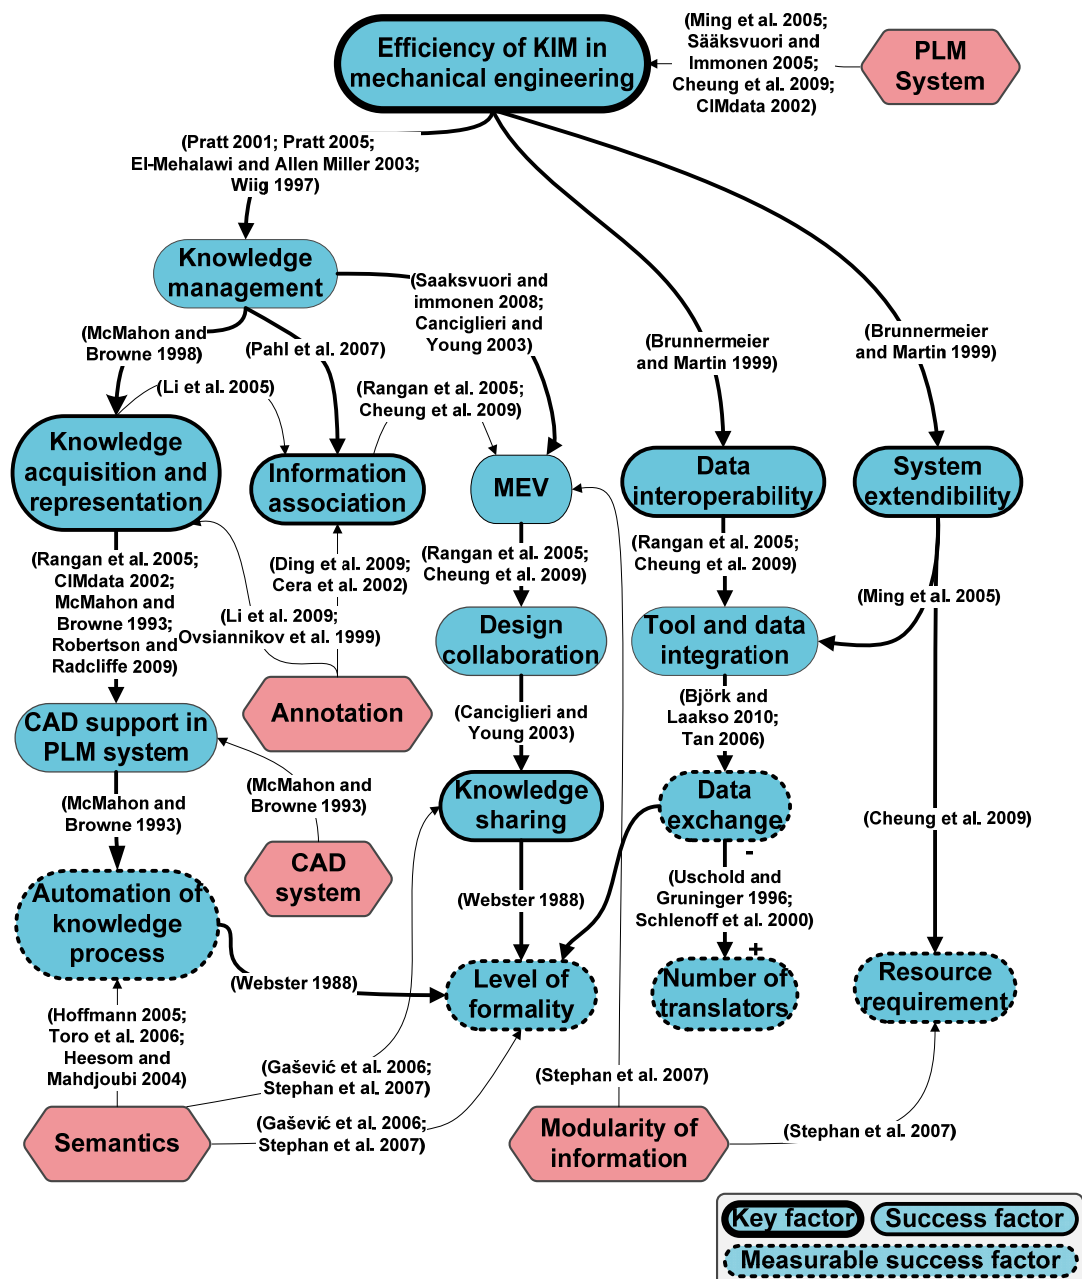 Efficiency of KIM in
mechanical engineering
(Ming et al. 2005;
Sääksvuori and
Immonen 2005;
Cheung et al. 2009;
CIMdata 2002)
PLM
System
(Pratt 2001; Pratt 2005;
El-Mehalawi and Allen Miller 2003;
Wiig 1997)
Knowledge
management
(Saaksvuori and
immonen 2008;
Canciglieri and
Young 2003)
(McMahon and
Browne 1998)
(Pahl et al. 2007)
(Brunnermeier
and Martin 1999)
(Brunnermeier
and Martin 1999)
(Li et al. 2005)
(Rangan et al. 2005;
Cheung et al. 2009)
Knowledge
acquisition and
representation
Information
association
MEV
Data
interoperability
System
extendibility
(Rangan et al. 2005;
CIMdata 2002;
McMahon and
Browne 1993;
Robertson and
Radcliffe 2009)
(Ding et al. 2009;
Cera et al. 2002)
(Li et al. 2009;
Ovsiannikov et al. 1999)
(Rangan et al. 2005;
Cheung et al. 2009)
(Rangan et al. 2005;
Cheung et al. 2009)
(Ming et al. 2005)
Design
collaboration
Tool and data
integration
Annotation
CAD support in
PLM system
(Canciglieri and
Young 2003)
(Björk and
Laakso 2010;
Tan 2006)
(McMahon and
Browne 1993)
(McMahon and
Browne 1993)
Knowledge
sharing
Data
exchange
(Cheung et al. 2009)
CAD
system
-
Automation of
knowledge
process
(Webster 1988)
(Uschold and
Gruninger 1996;
Schlenoff et al. 2000)
+
(Webster 1988)
Level of
formality
Number of
translators
Resource
requirement
(Hoffmann 2005;
Toro et al. 2006;
Heesom and
Mahdjoubi 2004)
(Gašević et al. 2006;
Stephan et al. 2007)
(Stephan et al. 2007)
Semantics
(Gašević et al. 2006;
Stephan et al. 2007)
Modularity of
information
(Stephan et al. 2007)
Key factor
Success factor
Measurable success factor